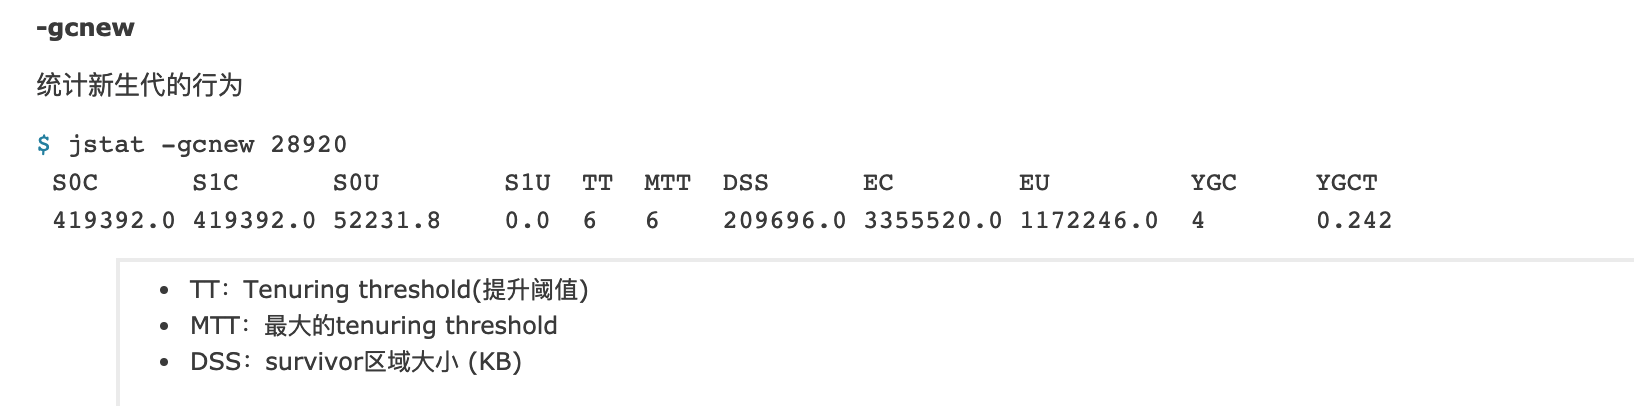 -gcnew
统计新生代的行为
$ jstat -gcnew 28920
S0C S1C S0U S1U TT MTT DSS EC EU YGC YGCT
419392.0 419392.0 52231.8 0.0 6 6 209696.0 3355520.0 1172246.0 4 0.242
• TT：Tenuring threshold(提升阈值)
• MTT：最大的tenuring threshold
• DSS：survivor区域大小 (KB)